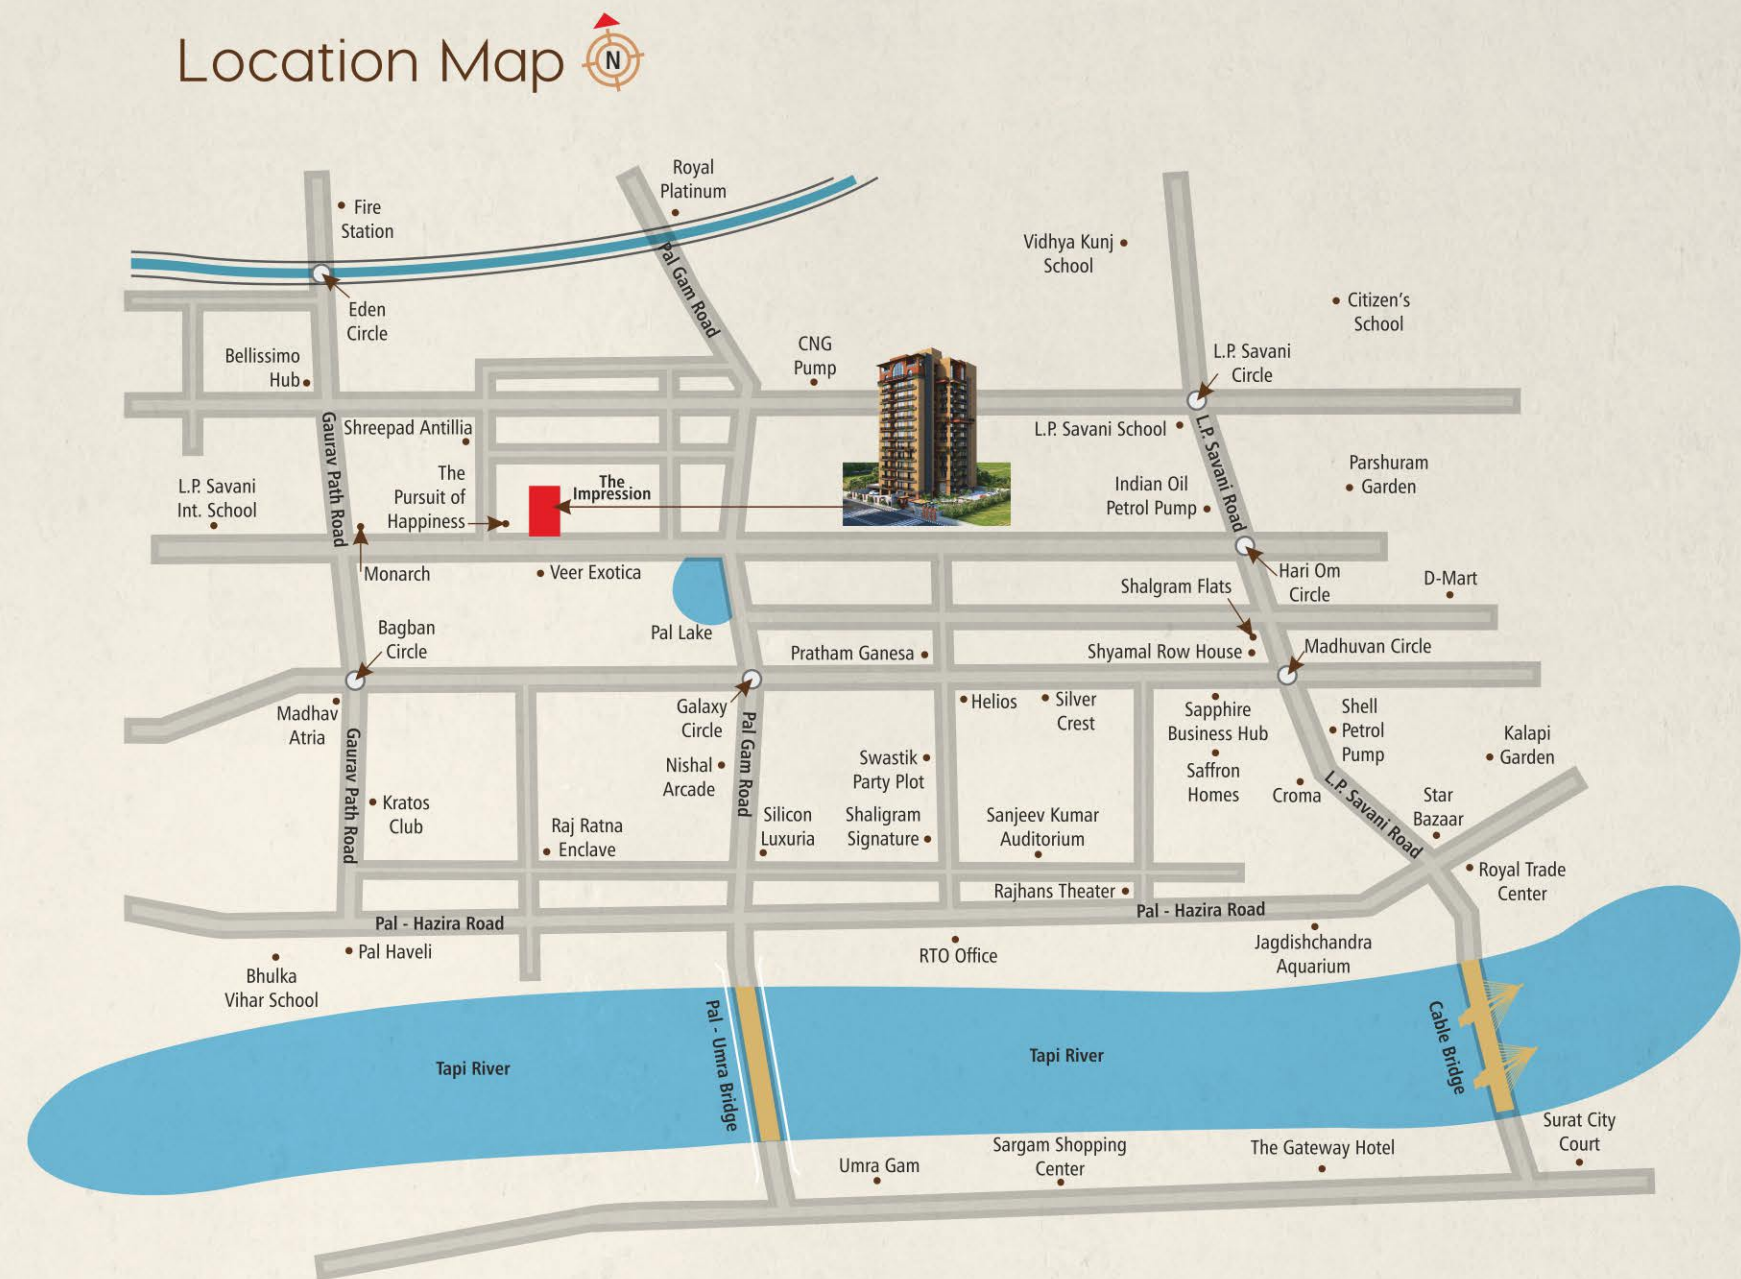 Location Map
N
Royal
Platinum
Fire
Station
Vidhya Kunj
School
Pal Gam Road
Eden
Circle
Citizen's
School
Bellissimo
Hub
CNG
Pump
L.P. Savani
Circle
Gaurav Path Road
Shreepad Antillia
L.P. Savani School
L.P. Savani Road
The
Pursuit of
Happiness
The
Impression
Parshuram
Garden
L.P. Savani
Int. School
Indian Oil
Petrol Pump
Monarch
Veer Exotica
Hari Om
Circle
Shalgram Flats
D-Mart
Bagban
Circle
Pal Lake
Pratham Ganesa
Shyamal Row House
Madhuvan Circle
Madhav
Atria
Galaxy
Circle
Helios
Silver
Crest
Sapphire
Business Hub
Shell
Petrol
Pump
Gaurav Path Road
Pal Gam Road
Kalapi
Garden
Nishal
Arcade
Swastik
Party Plot
Saffron
Homes
Croma
L.P. Savani Road
Star
Bazaar
Kratos
Club
Raj Ratna
Enclave
Silicon
Luxuria
Shaligram
Signature
Sanjeev Kumar
Auditorium
Royal Trade
Center
Rajhans Theater
Pal - Hazira Road
Pal - Hazira Road
Pal Haveli
Bhulka
Vihar School
RTO Office
Jagdishchandra
Aquarium
Pal - Umra Bridge
Cable Bridge
Tapi River
Tapi River
Surat City
Court
Umra Gam
Sargam Shopping
Center
The Gateway Hotel